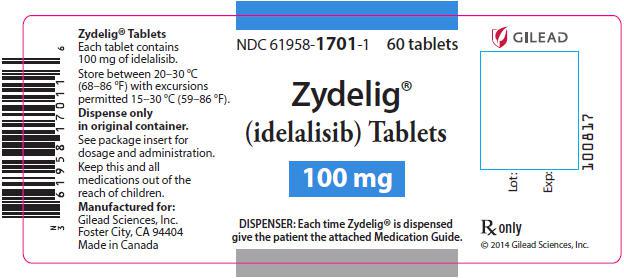 Zydelig® Tablets
Each tablet contains
100 mg of idelalisib.
Store between 20–30 °C
(68–86 °F) with excursions
permitted 15–30 °C (59–86 °F).
Dispense only
in original container.
See package insert for
dosage and administration.
Keep this and all
medications out of the
reach of children.
Manufactured for:
Gilead Sciences, Inc.
Foster City, CA 94404
Made in Canada
N
3
61958 17011
6
NDC 61958-1701-1 60 tablets
Zydelig®
(idelalisib) Tablets
100 mg
DISPENSER: Each time Zydelig® is dispensed
give the patient the attached Medication Guide.
GILEAD
100817
Lot:
Exp:
Rx only
© 2014 Gilead Sciences, Inc.